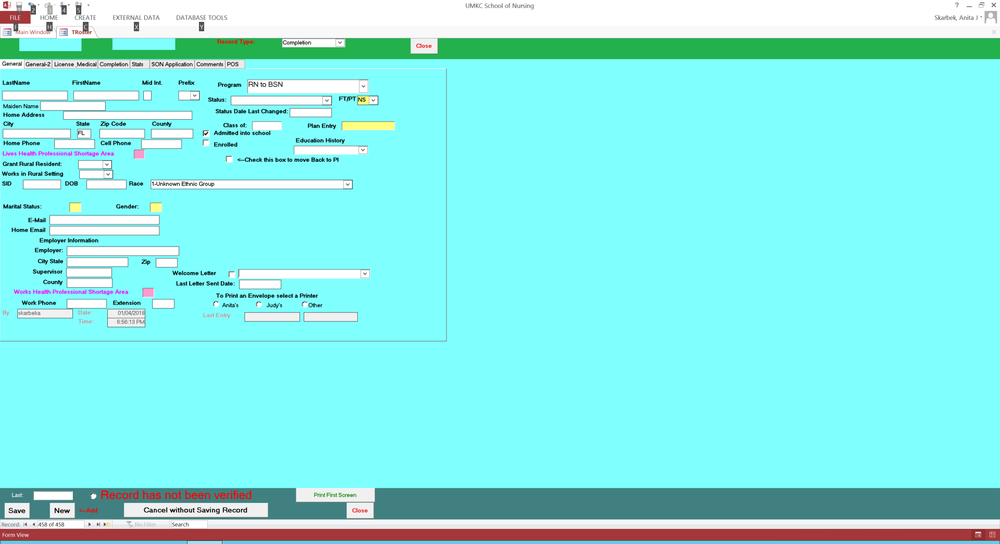 UMKC School of Nursing
?
1 2 3 4 5
FILE HOME CREATE EXTERNAL DATA DATABASE TOOLS
Skarbek, Anita J
F H C X Y
Main Window TRoster
Record Type: Completion Close
General General-2 License _Medical Completion Stats SON Application Comments POS
LastName FirstName Mid Int. Prefix
Program RN to BSN
Status: FT/PT NS
Maiden Name
Status Date Last Changed:
Home Address
City State Zip Code County
Class of: Plan Entry
FL
Admitted into school
Home Phone Cell Phone
Enrolled
Education History
Lives Health Professional Shortage Area
<--Check this box to move Back to PI
Grant Rural Resident:
Works in Rural Setting
SID DOB Race 1-Unknown Ethnic Group
Marital Status: Gender:
E-Mail
Home Email
Employer Information
Employer:
City State Zip
Supervisor
Welcome Letter
County
Last Letter Sent Date:
Works Health Professional Shortage Area
To Print an Envelope select a Printer
Work Phone Extension
Anita's Judy's Other
By skarbeka Date: 01/04/2018
Last Entry
Time: 6:56:13 PM
Last: Record has not been verified Print First Screen
Save New <--Add Cancel without Saving Record Close
Record: 458 of 458 No Filter Search
Form View